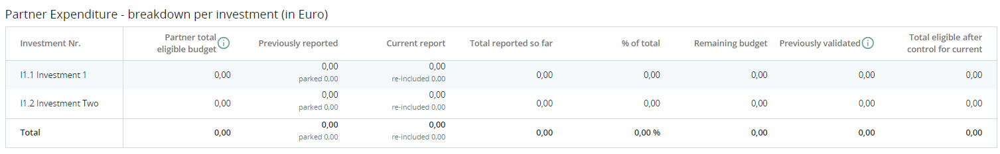 Partner Expenditure - breakdown per investment (in Euro)
Investment Nr. Partner total eligible budget Previously reported Current report Total reported so far % of total Remaining budget Previously validated Total eligible after control for current
I1.1 Investment 1 0,00 0,00 0,00 0,00 0,00 0,00 0,00 0,00
parked 0,00 re-included 0,00
I1.2 Investment Two 0,00 0,00 0,00 0,00 0,00 0,00 0,00 0,00
parked 0,00 re-included 0,00
Total 0,00 0,00 0,00 0,00 0,00 % 0,00 0,00 0,00
parked 0,00 re-included 0,00